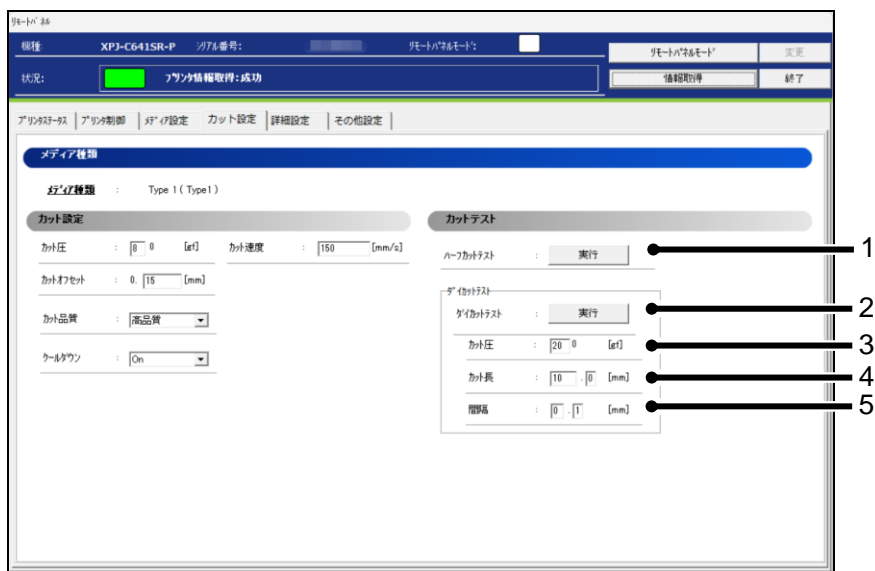 リモートパネル
機種: XPJ-C641SR-P シリアル番号: リモートパネルモード: リモートパネルモード 変更
状況: プリンタ情報取得:成功 情報取得 終了
プリンタステータス プリンタ制御 メディア設定 カット設定 詳細設定 その他設定
メディア種類
メディア種類 : Type 1 ( Type1 )
カット設定
カット圧 : 8 0 [gf] カット速度 : 150 [mm/s]
カットオフセット : 0. 15 [mm]
カット品質 : 高品質
クールダウン : On
カットテスト
ハーフカットテスト : 実行 1
ダイカットテスト
ダイカットテスト : 実行 2
カット圧 : 20 0 [gf] 3
カット長 : 10 . 0 [mm] 4
間隔 : 0 . 1 [mm] 5